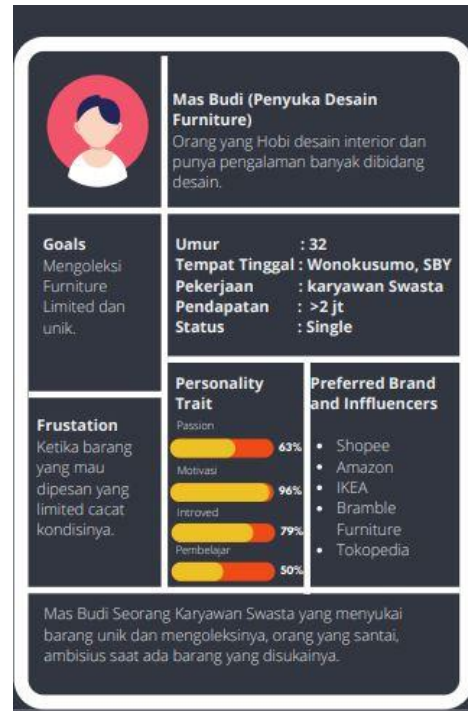 Mas Budi (Penyuka Desain
Furniture)
Orang yang Hobi desain interior dan
punya pengalaman banyak dibidang
desain.
Goals
Mengoleksi
Furniture
Limited dan
unik.
Umur : 32
Tempat Tinggal : Wonokusumo, SBY
Pekerjaan : karyawan Swasta
Pendapatan : >2 jt
Status : Single
Frustation
Ketika barang
yang mau
dipesan yang
limited cacat
kondisinya.
Personality
Trait
Passion
63%
Motivasi
96%
Introved
79%
Pembelajar
50%
Preferred Brand
and Inffluencers
• Shopee
• Amazon
• IKEA
• Bramble
Furniture
• Tokopedia
Mas Budi Seorang Karyawan Swasta yang menyukai
barang unik dan mengoleksinya, orang yang santai,
ambisius saat ada barang yang disukainya.